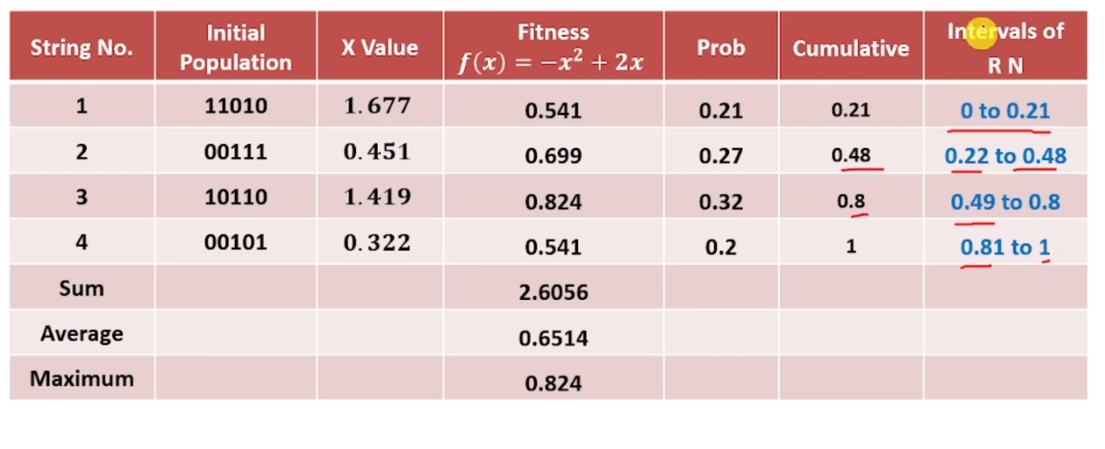 String No. Initial Population X Value Fitness f(x) = −x² + 2x Prob Cumulative Intervals of R N
1 11010 1.677 0.541 0.21 0.21 0 to 0.21
2 00111 0.451 0.699 0.27 0.48 0.22 to 0.48
3 10110 1.419 0.824 0.32 0.8 0.49 to 0.8
4 00101 0.322 0.541 0.2 1 0.81 to 1
Sum 2.6056
Average 0.6514
Maximum 0.824